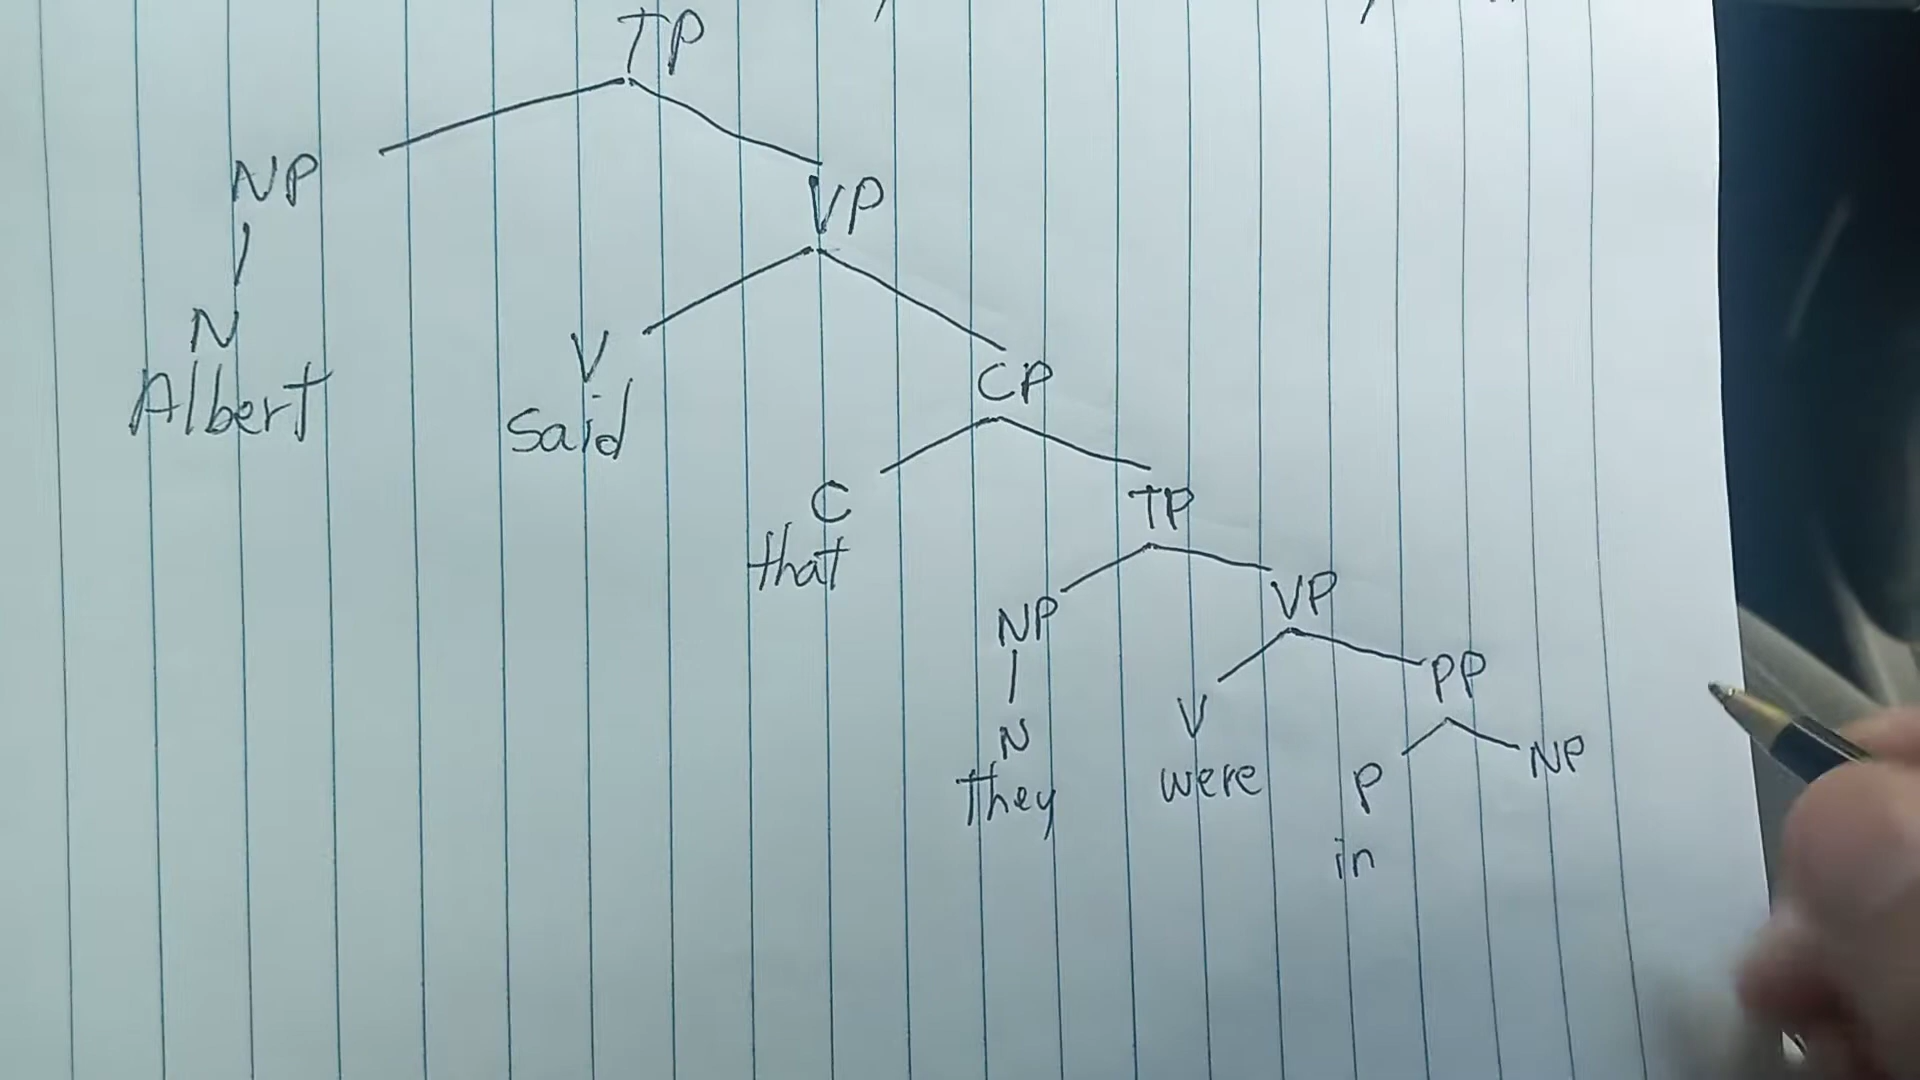 TP
NP VP
N
Albert
V CP
Said
C TP
that
NP VP
N
they
V PP
were
P NP
in